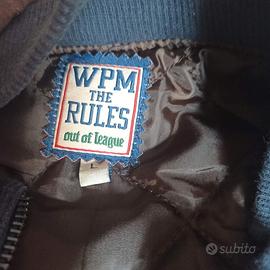 WPM
THE
RULES
out of league
L
subito